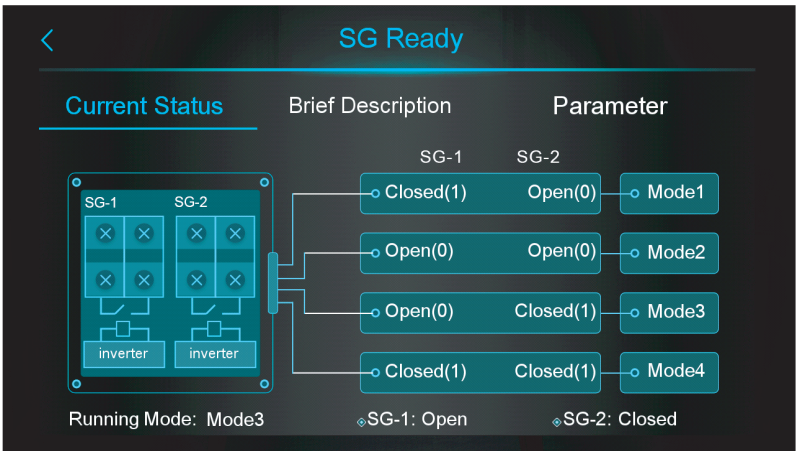 SG Ready
Current Status Brief Description Parameter
SG-1 SG-2
SG-1 SG-2
Closed(1) Open(0) Mode1
Open(0) Open(0) Mode2
Open(0) Closed(1) Mode3
inverter inverter
Closed(1) Closed(1) Mode4
Running Mode: Mode3 SG-1: Open SG-2: Closed